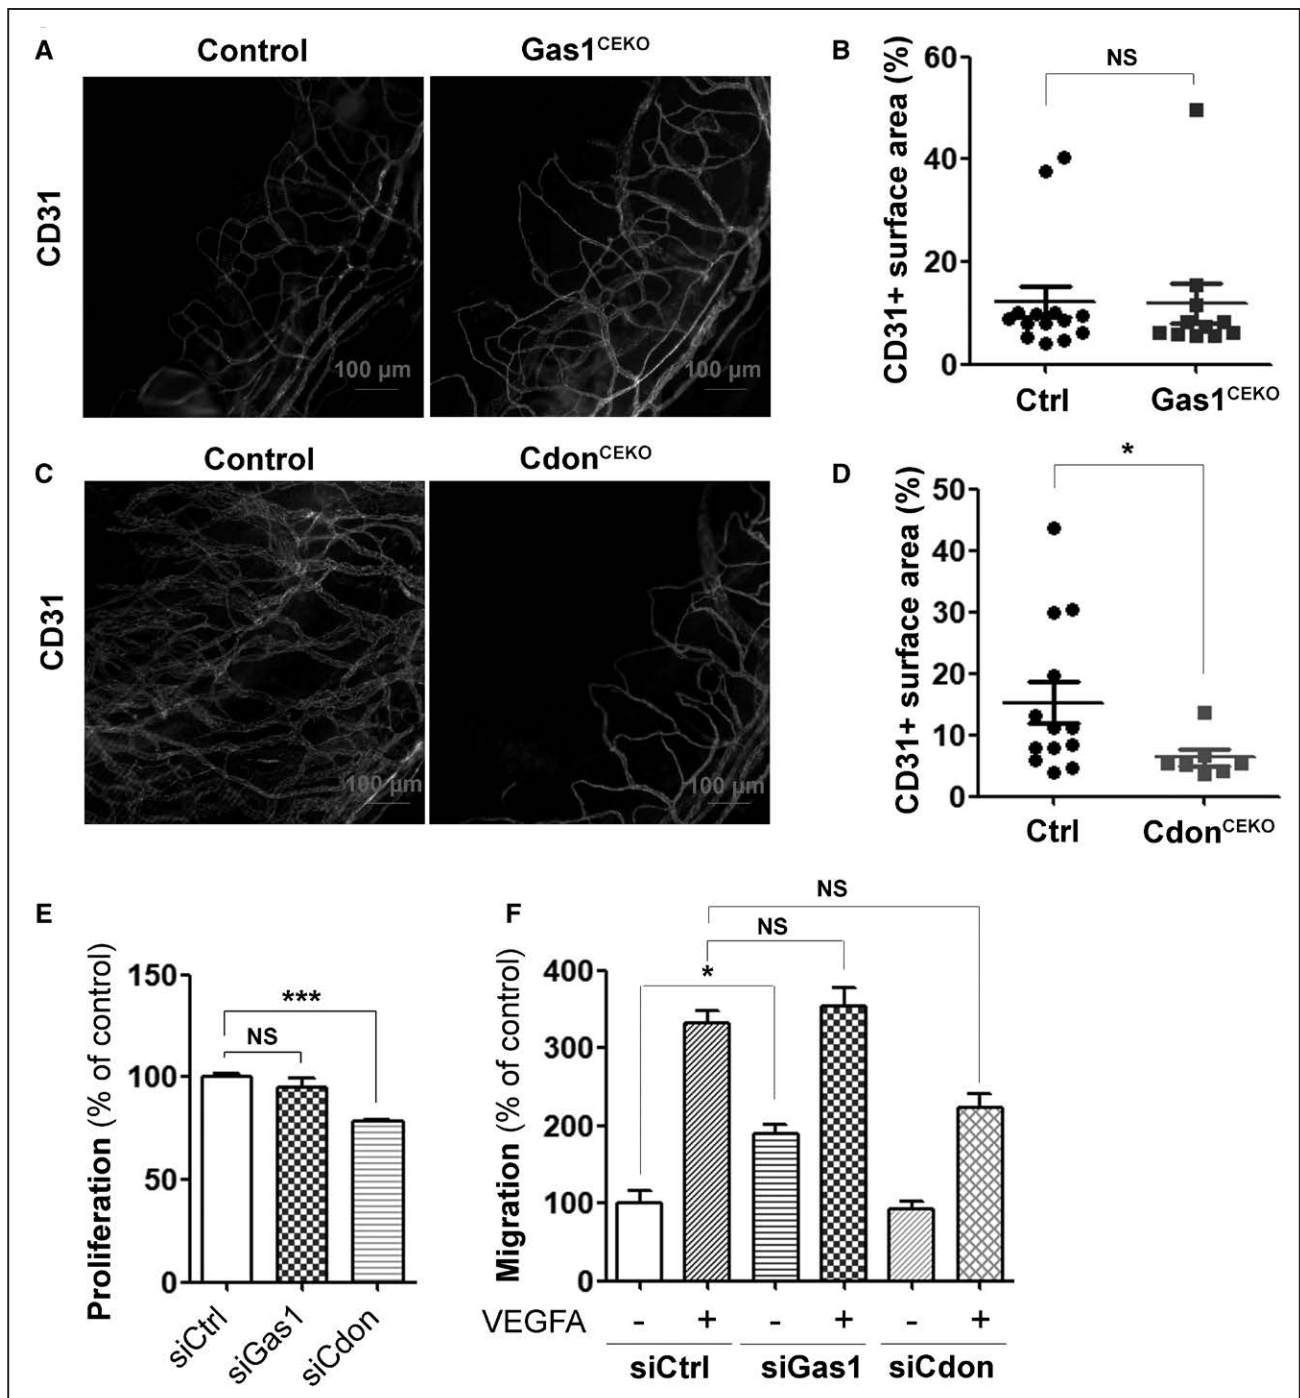 A
Control
Gas1CEKO
CD31
100 µm
100 µm
B
NS
CD31+ surface area (%)
60
40
20
0
Ctrl
Gas1CEKO
C
Control
CdonCEKO
CD31
100 µm
100 µm
D
*
CD31+ surface area (%)
50
40
30
20
10
0
Ctrl
CdonCEKO
E
Proliferation (% of control)
150
100
50
0
***
NS
siCtrl
siGas1
siCdon
F
NS
NS
*
Migration (% of control)
400
300
200
100
0
VEGFA - + - + - +
siCtrl siGas1 siCdon